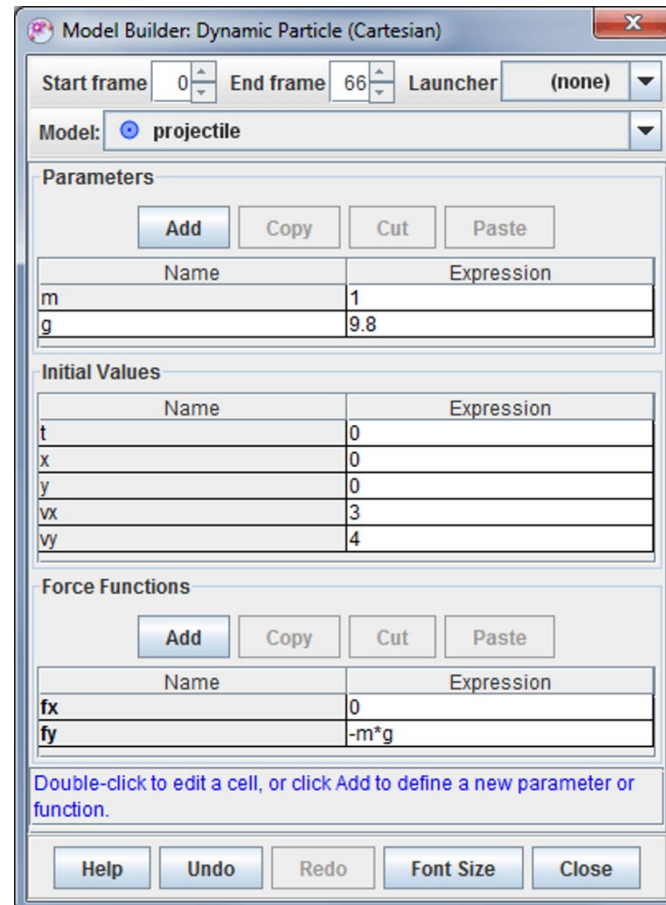 Model Builder: Dynamic Particle (Cartesian)
Start frame 0 End frame 66 Launcher (none)
Model: projectile
Parameters
Add Copy Cut Paste
Name Expression
m 1
g 9.8
Initial Values
Name Expression
t 0
x 0
y 0
vx 3
vy 4
Force Functions
Add Copy Cut Paste
Name Expression
fx 0
fy -m*g
Double-click to edit a cell, or click Add to define a new parameter or
function.
Help Undo Redo Font Size Close